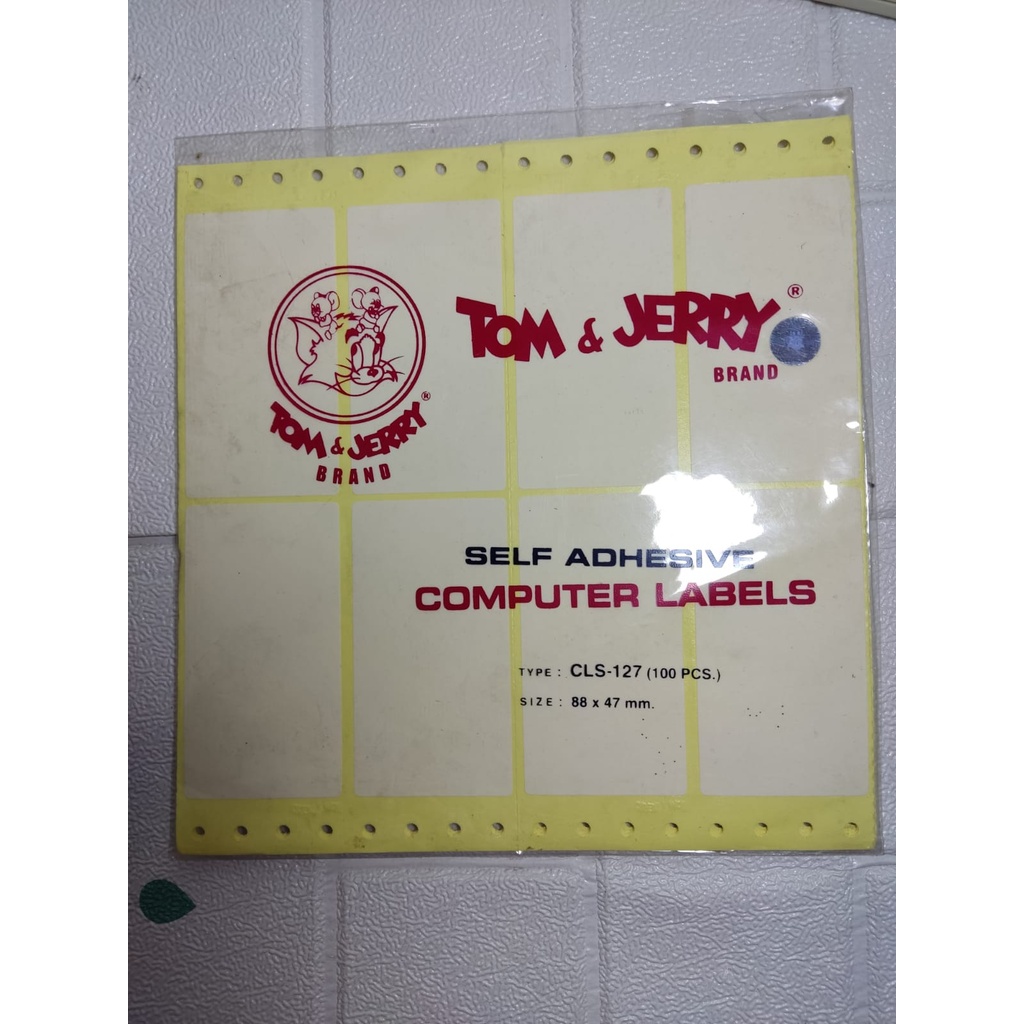 TOM & JERRY ®
BRAND
TOM & JERRY ®
BRAND
SELF ADHESIVE
COMPUTER LABELS
TYPE : CLS-127 (100 PCS.)
SIZE : 88 x 47 mm.